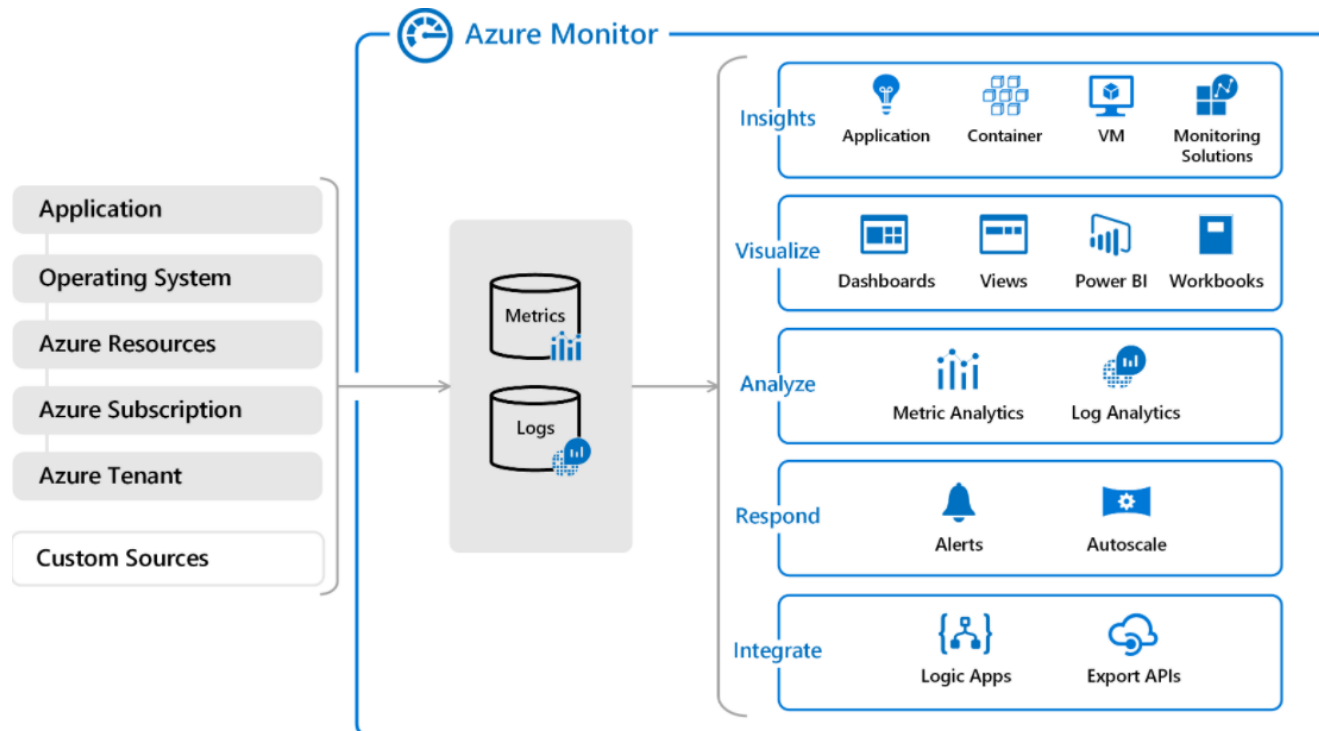 Azure Monitor
Application
Operating System
Azure Resources
Azure Subscription
Azure Tenant
Custom Sources
Metrics
Logs
Insights
Application
Container
VM
Monitoring
Solutions
Visualize
Dashboards
Views
Power BI
Workbooks
Analyze
Metric Analytics
Log Analytics
Respond
Alerts
Autoscale
Integrate
Logic Apps
Export APIs